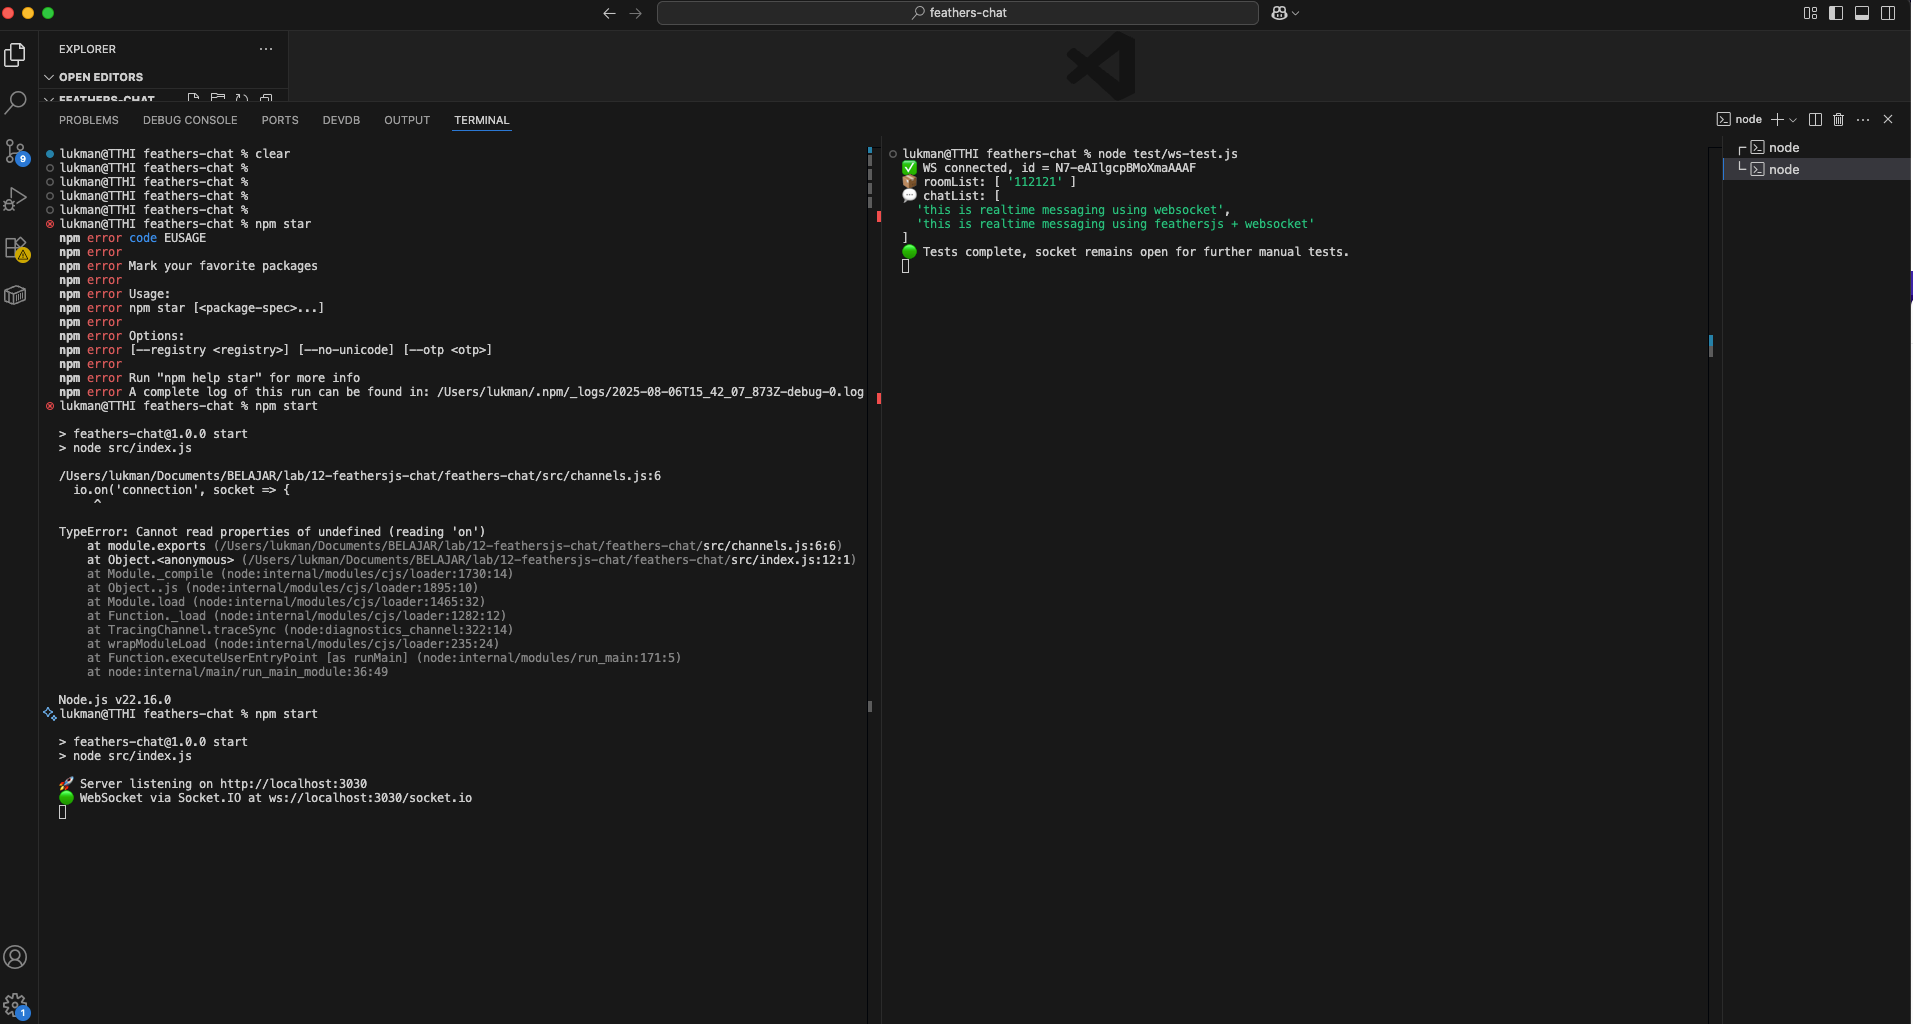 feathers-chat
EXPLORER
OPEN EDITORS
FEATHERS-CHAT
PROBLEMS
DEBUG CONSOLE
PORTS
DEVDB
OUTPUT
TERMINAL
node
lukman@TTHI feathers-chat % clear
lukman@TTHI feathers-chat %
lukman@TTHI feathers-chat %
lukman@TTHI feathers-chat %
lukman@TTHI feathers-chat %
lukman@TTHI feathers-chat % npm star
npm error code EUSAGE
npm error
npm error Mark your favorite packages
npm error
npm error Usage:
npm error npm star [<package-spec>...]
npm error
npm error Options:
npm error [--registry <registry>] [--no-unicode] [--otp <otp>]
npm error
npm error Run "npm help star" for more info
npm error A complete log of this run can be found in: /Users/lukman/.npm/_logs/2025-08-06T15_42_07_873Z-debug-0.log
lukman@TTHI feathers-chat % npm start
> feathers-chat@1.0.0 start
> node src/index.js
/Users/lukman/Documents/BELAJAR/lab/12-feathersjs-chat/feathers-chat/src/channels.js:6
io.on('connection', socket => {
^
TypeError: Cannot read properties of undefined (reading 'on')
at module.exports (/Users/lukman/Documents/BELAJAR/lab/12-feathersjs-chat/feathers-chat/src/channels.js:6:6)
at Object.<anonymous> (/Users/lukman/Documents/BELAJAR/lab/12-feathersjs-chat/feathers-chat/src/index.js:12:1)
at Module._compile (node:internal/modules/cjs/loader:1730:14)
at Object..js (node:internal/modules/cjs/loader:1895:10)
at Module.load (node:internal/modules/cjs/loader:1465:32)
at Function._load (node:internal/modules/cjs/loader:1282:12)
at TracingChannel.traceSync (node:diagnostics_channel:322:14)
at wrapModuleLoad (node:internal/modules/cjs/loader:235:24)
at Function.executeUserEntryPoint [as runMain] (node:internal/modules/run_main:171:5)
at node:internal/main/run_main_module:36:49
Node.js v22.16.0
lukman@TTHI feathers-chat % npm start
> feathers-chat@1.0.0 start
> node src/index.js
🚀 Server listening on http://localhost:3030
🟢 WebSocket via Socket.IO at ws://localhost:3030/socket.io
lukman@TTHI feathers-chat % node test/ws-test.js
✅ WS connected, id = N7-eAIlgcpBMoXmaAAAF
📦 roomList: [ '112121' ]
💬 chatList: [
'this is realtime messaging using websocket',
'this is realtime messaging using feathersjs + websocket'
]
🟢 Tests complete, socket remains open for further manual tests.
node
node
9
1